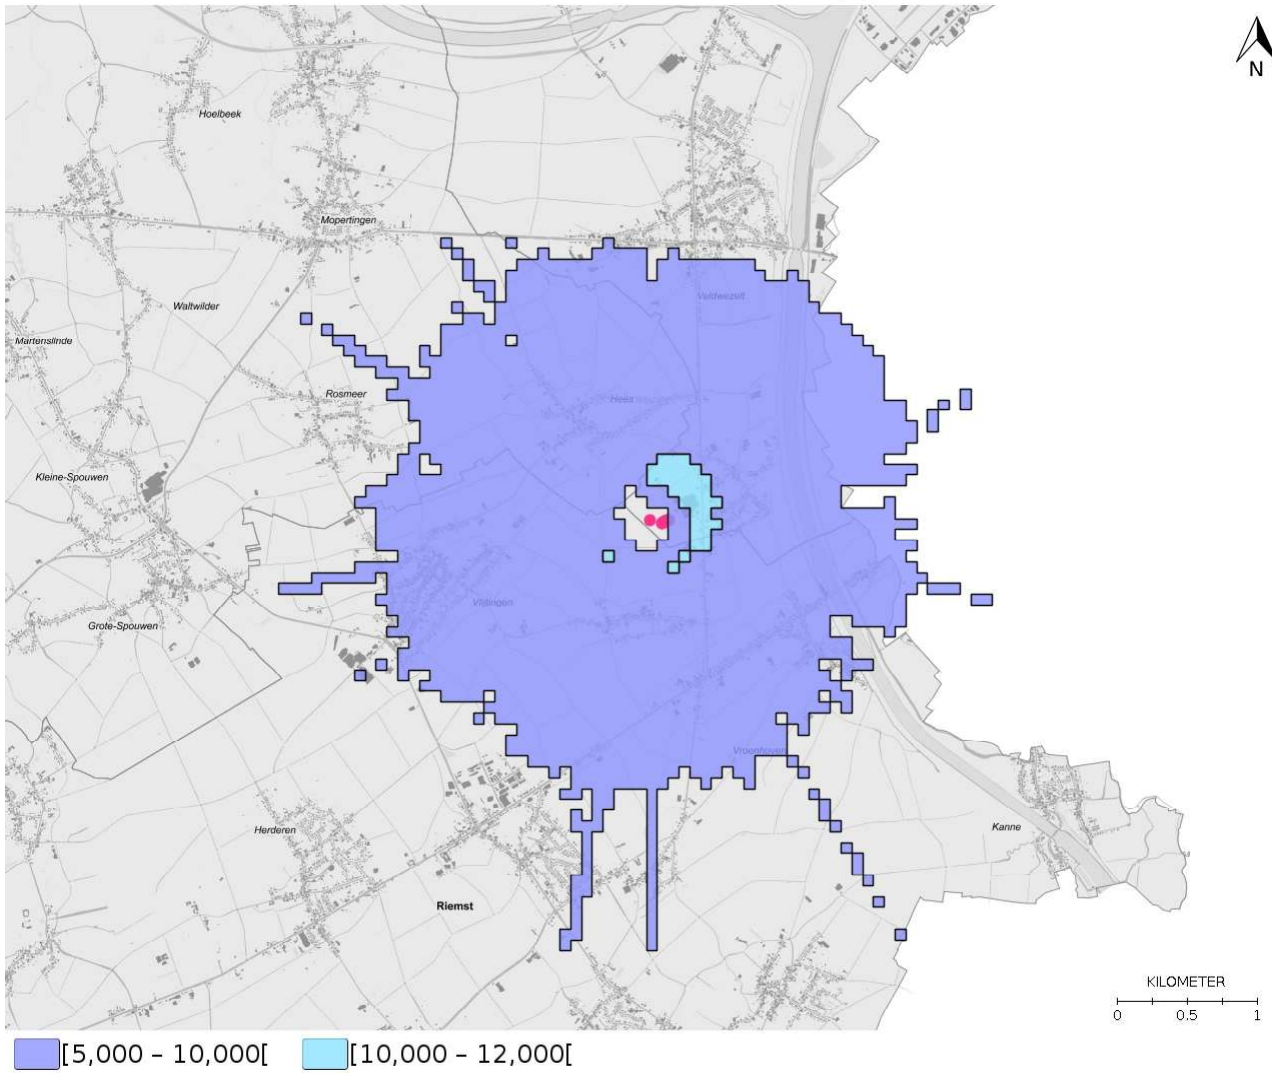 N
Hoelbeek
Mopertingen
Waltwilder
Veldwezelt
Martenslinde
Rosmeer
Hees
Kleine-Spouwen
Vlijtingen
Grote-Spouwen
Vroenhoven
Herderen
Kanne
Riemst
KILOMETER
0 0.5 1
[5,000 – 10,000[ [10,000 – 12,000[